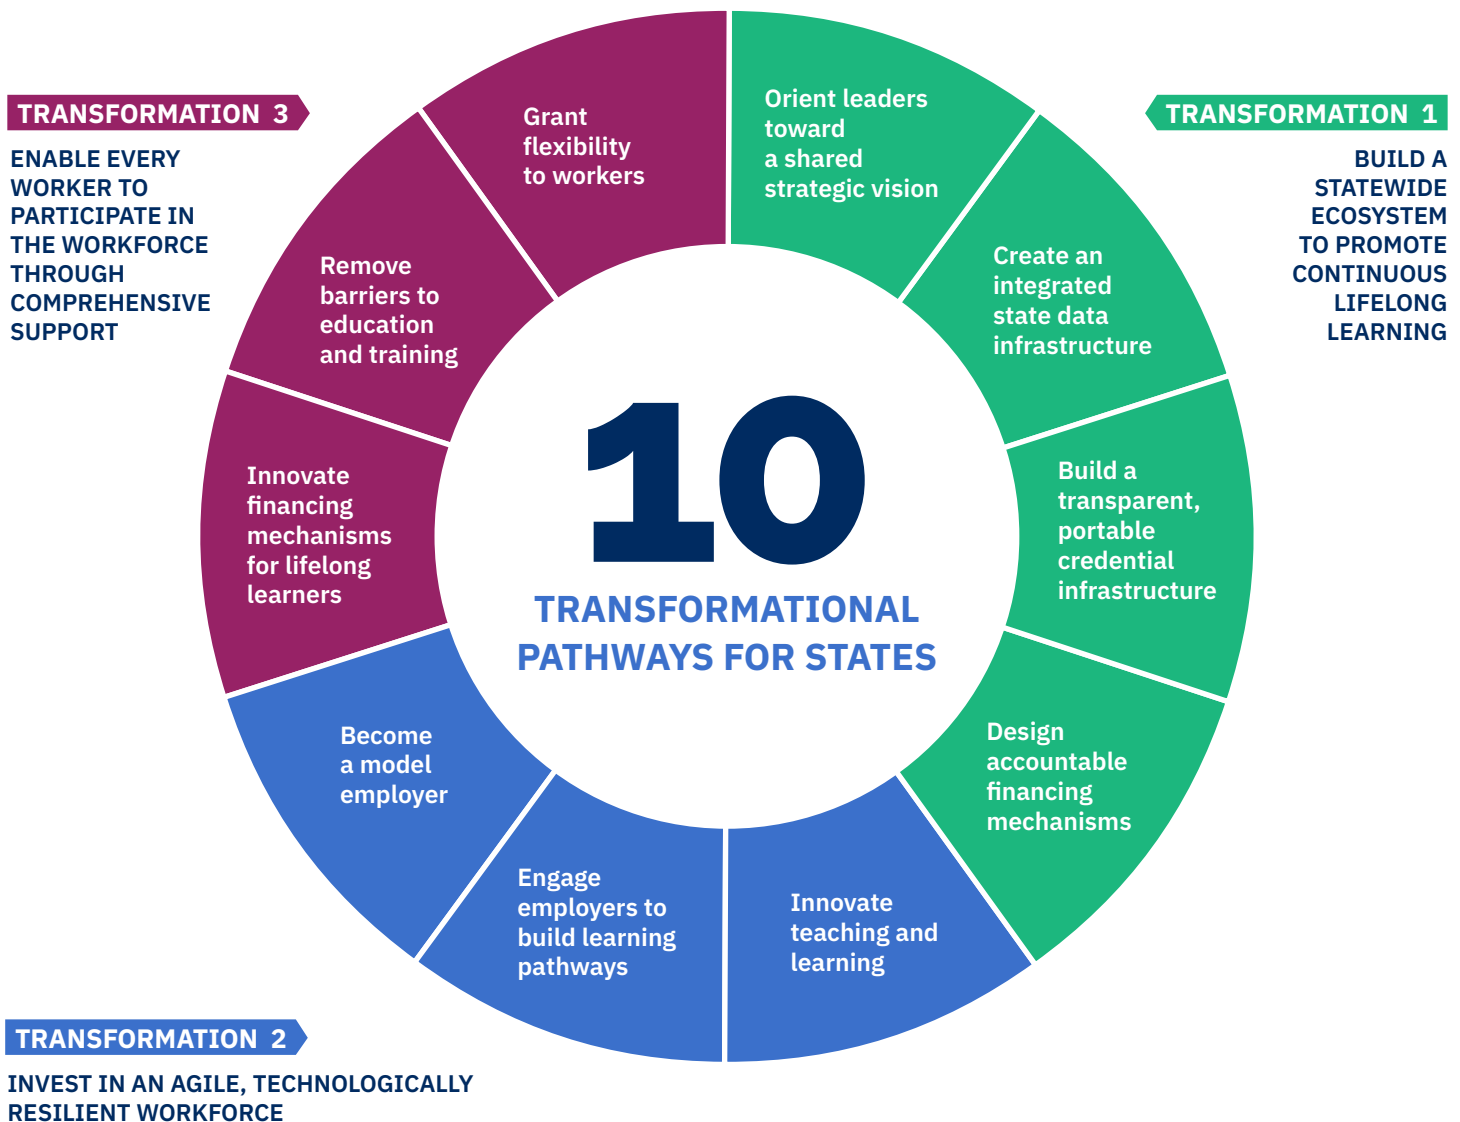 TRANSFORMATION 3
ENABLE EVERY
WORKER TO
PARTICIPATE IN
THE WORKFORCE
THROUGH
COMPREHENSIVE
SUPPORT
TRANSFORMATION 1
BUILD A
STATEWIDE
ECOSYSTEM
TO PROMOTE
CONTINUOUS
LIFELONG
LEARNING
Orient leaders
toward
a shared
strategic vision
Create an
integrated
state data
infrastructure
Build a
transparent,
portable
credential
infrastructure
Design
accountable
financing
mechanisms
Innovate
teaching and
learning
Engage
employers to
build learning
pathways
Become
a model
employer
Innovate
financing
mechanisms
for lifelong
learners
Remove
barriers to
education
and training
Grant
flexibility
to workers
10
TRANSFORMATIONAL
PATHWAYS FOR STATES
TRANSFORMATION 2
INVEST IN AN AGILE, TECHNOLOGICALLY
RESILIENT WORKFORCE